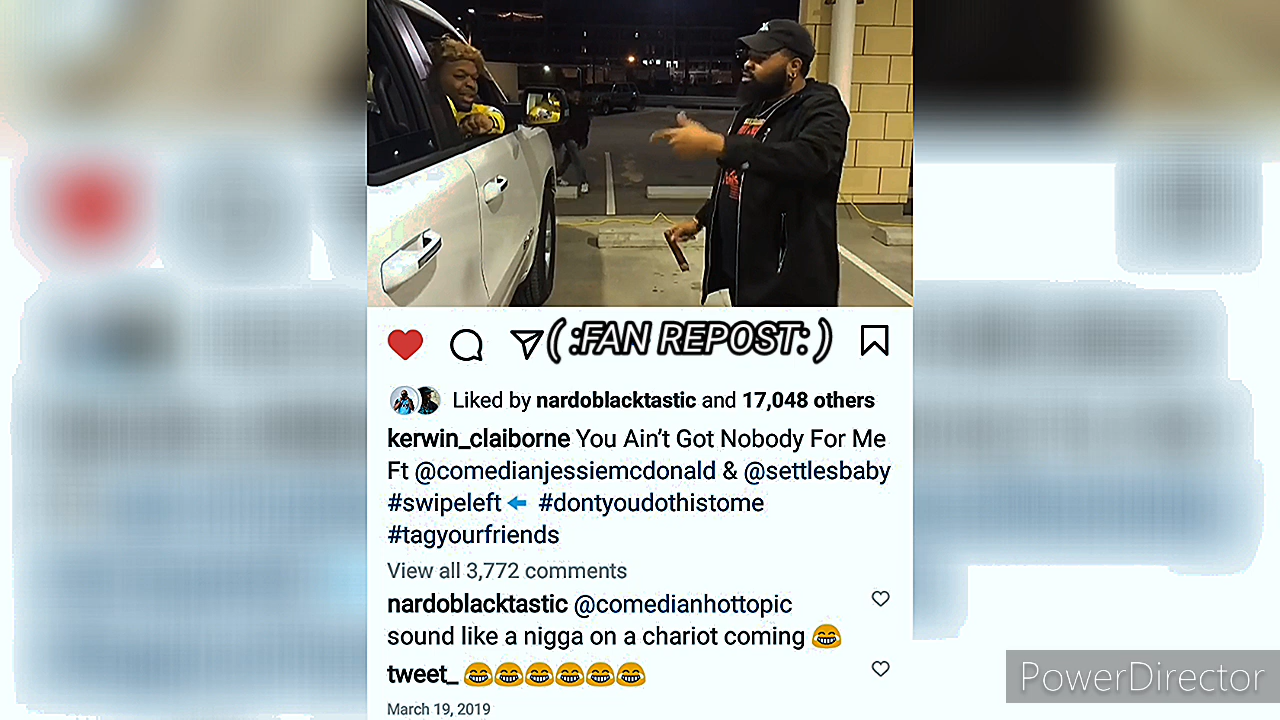 ( :FAN REPOST: )
Liked by nardoblacktastic and 17,048 others
kerwin_claiborne You Ain’t Got Nobody For Me
Ft @comedianjessiemcdonald & @settlesbaby
#swipeleft⬅ #dontyoudothistome
#tagyourfriends
View all 3,772 comments
nardoblacktastic @comedianhottopic
sound like a nigga on a chariot coming 😂
tweet_ 😂😂😂😂😂😂
March 19, 2019
PowerDirector